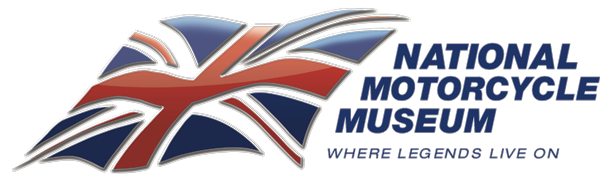 NATIONAL
MOTORCYCLE
MUSEUM
WHERE LEGENDS LIVE ON